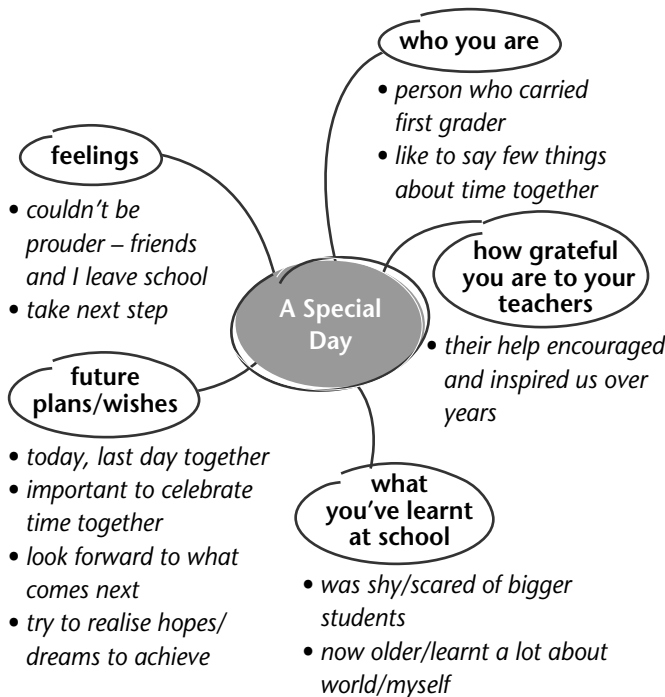 who you are
• person who carried
first grader
• like to say few things
about time together
feelings
• couldn't be
prouder – friends
and I leave school
• take next step
how grateful
you are to your
teachers
• their help encouraged
and inspired us over
years
A Special
Day
future
plans/wishes
• today, last day together
• important to celebrate
time together
• look forward to what
comes next
• try to realise hopes/
dreams to achieve
what
you've learnt
at school
• was shy/scared of bigger
students
• now older/learnt a lot about
world/myself